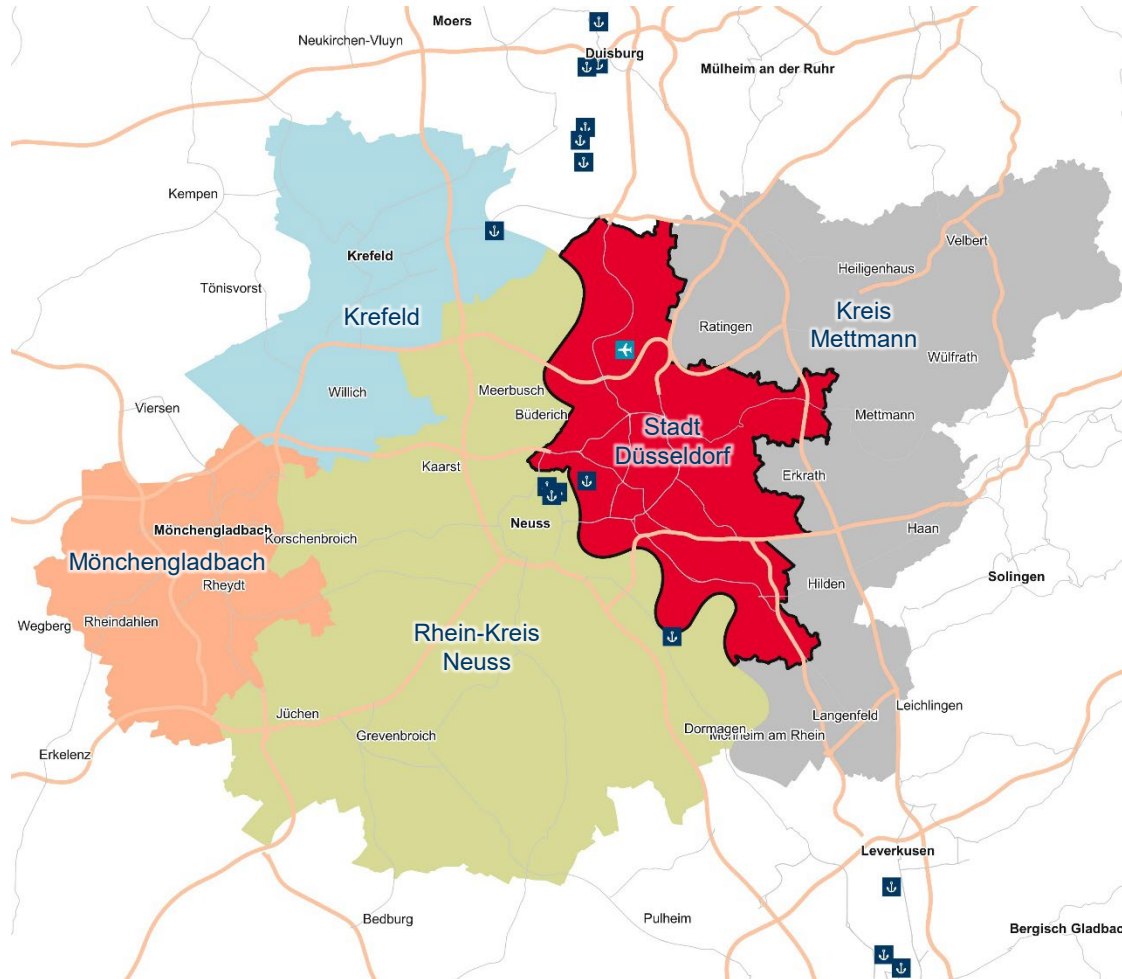 Moers
Neukirchen-Vluyn
Duisburg
Mülheim an der Ruhr
Kempen
Velbert
Krefeld
Heiligenhaus
Tönisvorst
Krefeld
Kreis
Mettmann
Ratingen
Wülfrath
Willich
Meerbusch
Viersen
Büderich
Mettmann
Stadt
Düsseldorf
Kaarst
Erkrath
Neuss
Mönchengladbach
Korschenbroich
Haan
Mönchengladbach
Solingen
Rheydt
Hilden
Wegberg
Rheindahlen
Rhein-Kreis
Neuss
Leichlingen
Jüchen
Langenfeld
Grevenbroich
Dormagen
Monheim am Rhein
Erkelenz
Leverkusen
Bedburg
Pulheim
Bergisch Gladbac